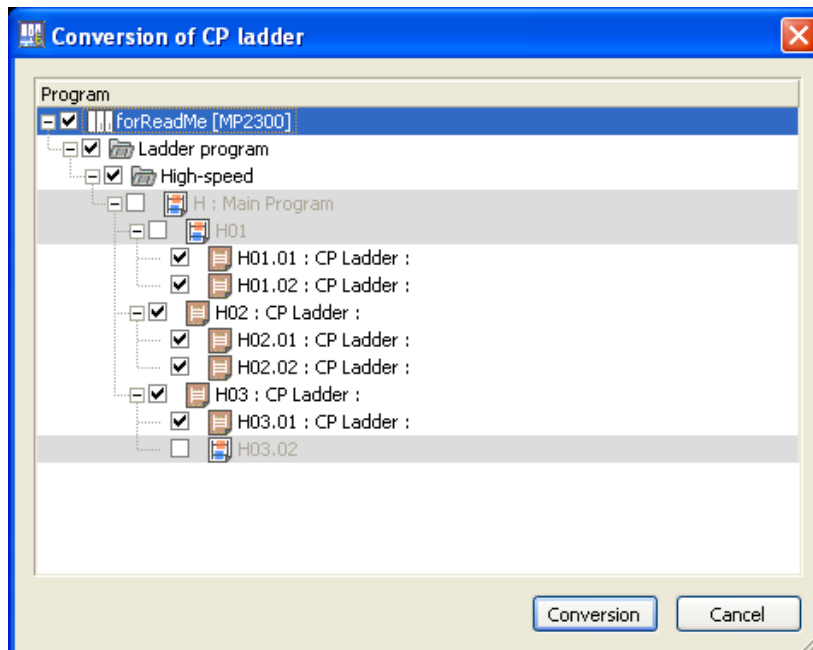 Conversion of CP ladder
Program
forReadMe [MP2300]
Ladder program
High-speed
H : Main Program
H01
H01.01 : CP Ladder :
H01.02 : CP Ladder :
H02 : CP Ladder :
H02.01 : CP Ladder :
H02.02 : CP Ladder :
H03 : CP Ladder :
H03.01 : CP Ladder :
H03.02
Conversion Cancel